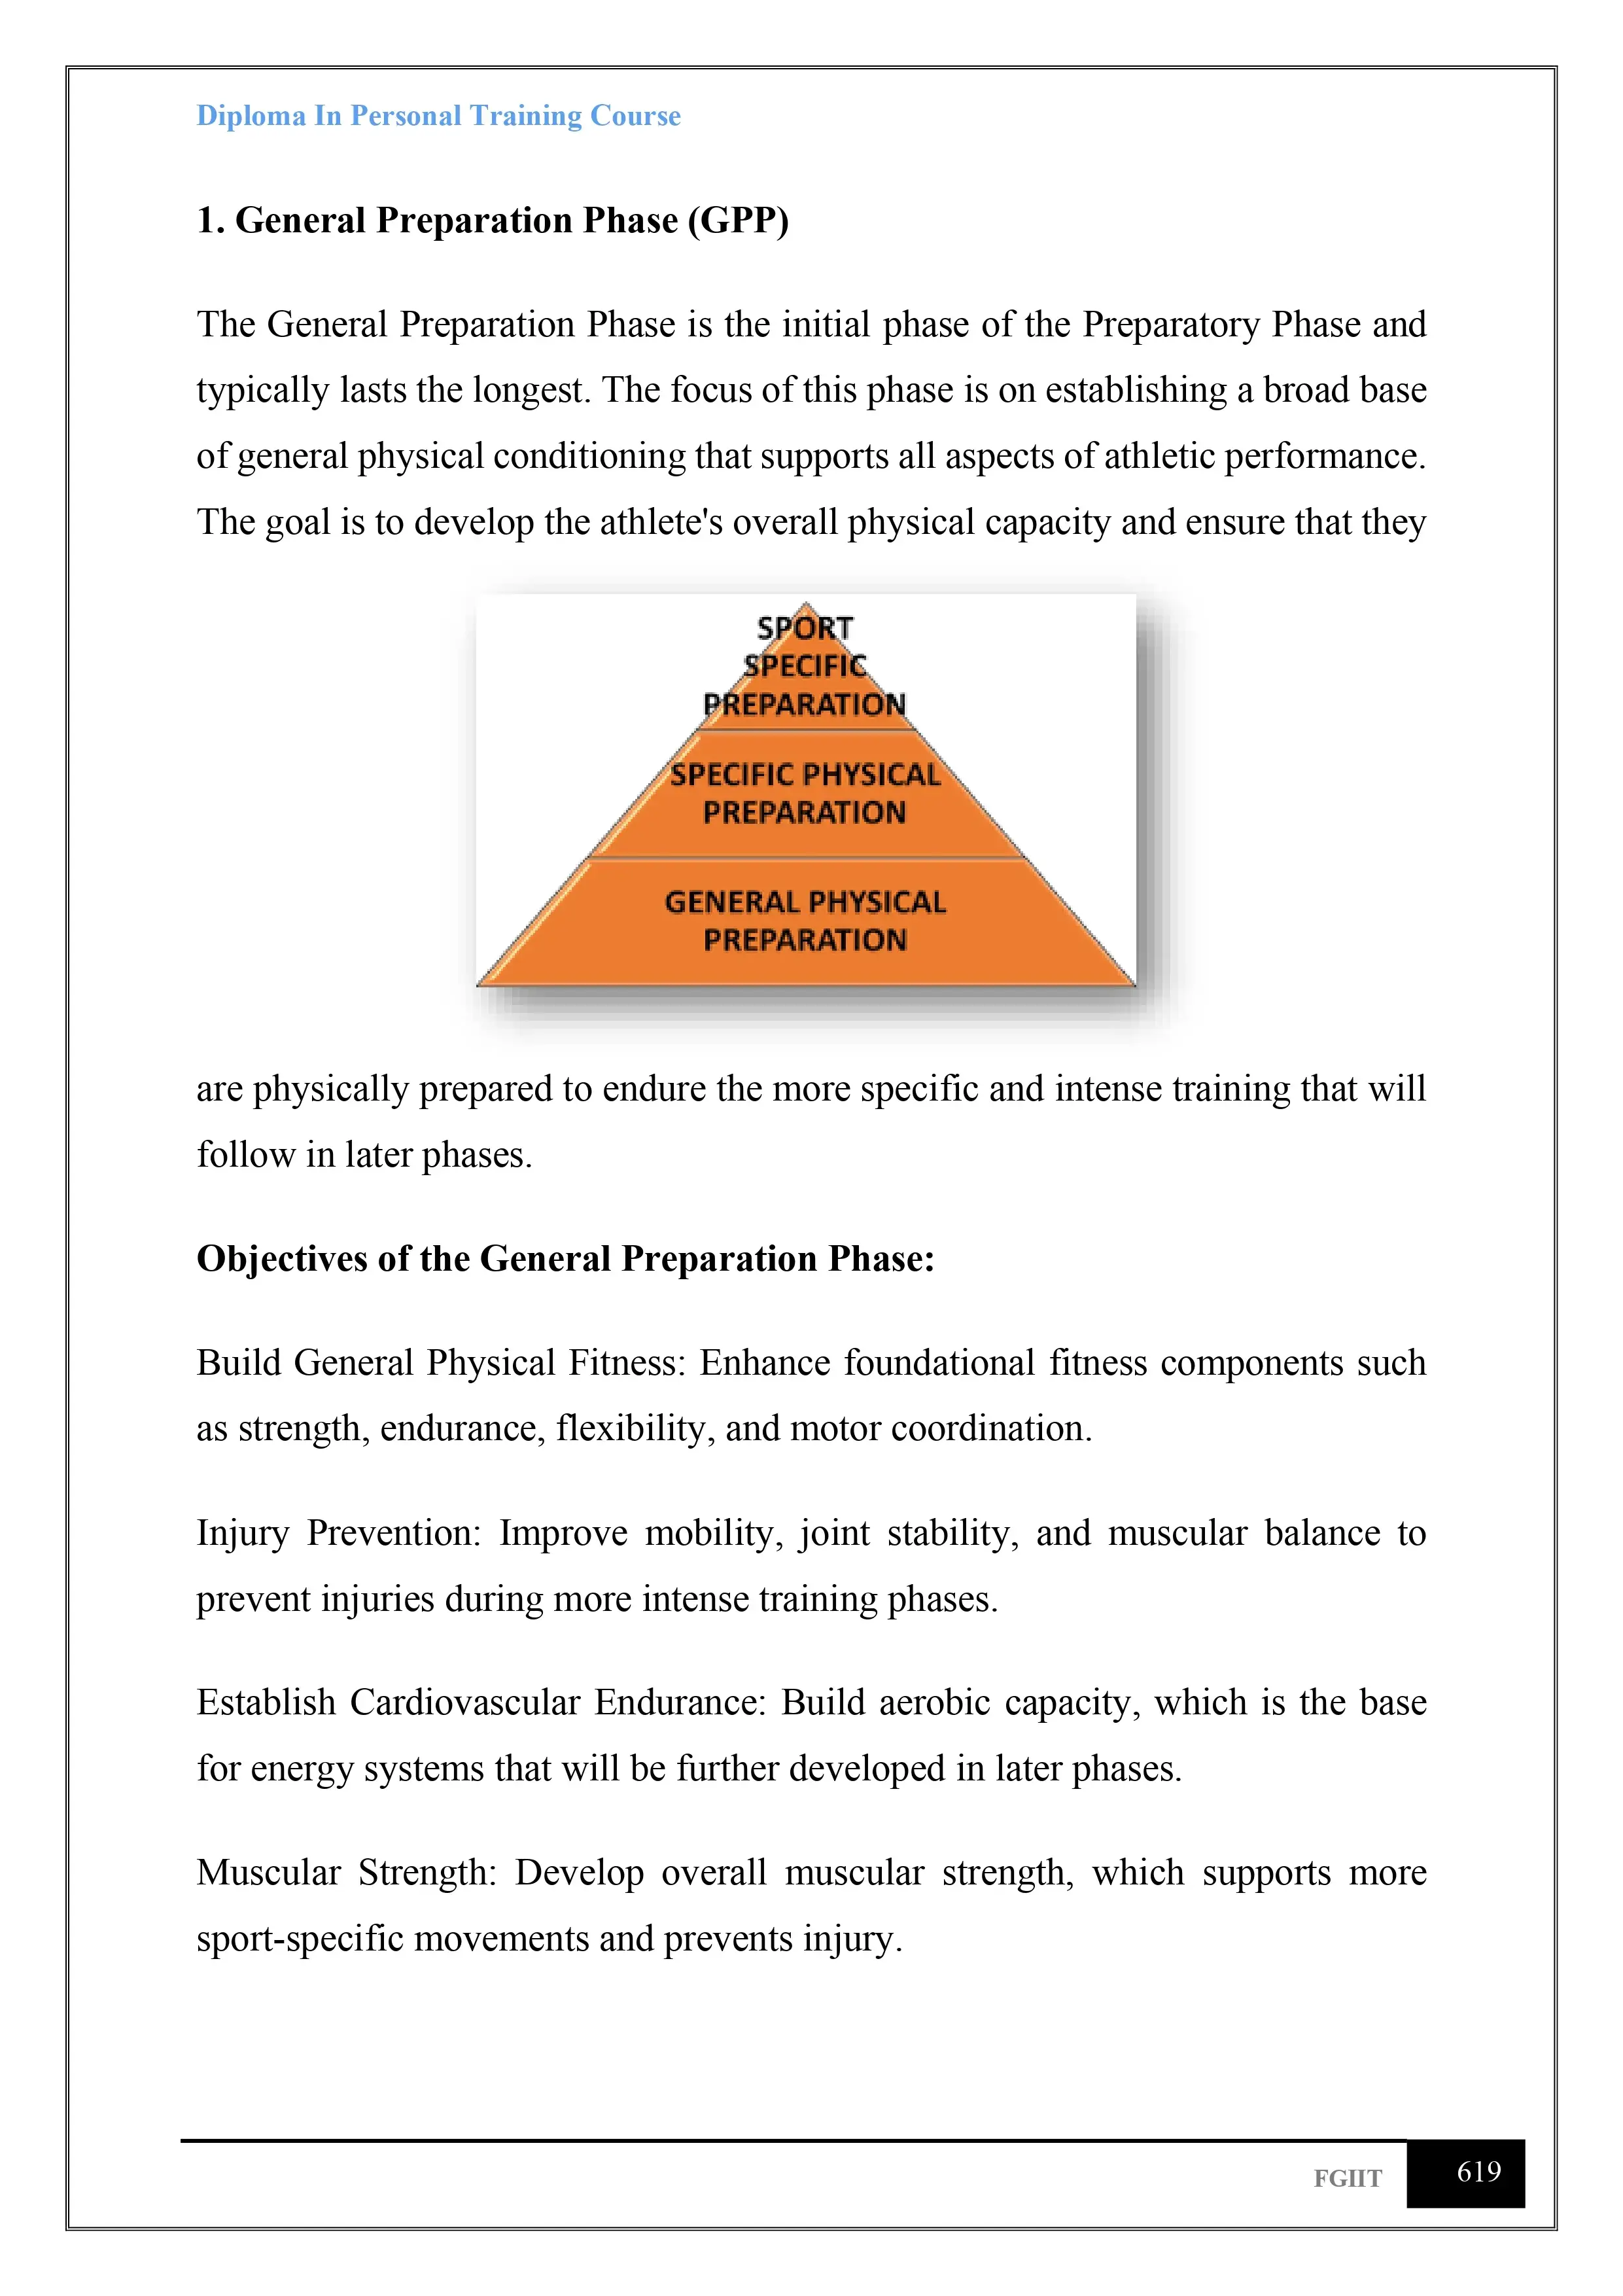 Diploma In Personal Training Course
1. General Preparation Phase (GPP)
The General Preparation Phase is the initial phase of the Preparatory Phase and
typically lasts the longest. The focus of this phase is on establishing a broad base
of general physical conditioning that supports all aspects of athletic performance.
The goal is to develop the athlete's overall physical capacity and ensure that they
SPORT
SPECIFIC
PREPARATION
SPECIFIC PHYSICAL
PREPARATION
GENERAL PHYSICAL
PREPARATION
are physically prepared to endure the more specific and intense training that will
follow in later phases.
Objectives of the General Preparation Phase:
Build General Physical Fitness: Enhance foundational fitness components such
as strength, endurance, flexibility, and motor coordination.
Injury Prevention: Improve mobility, joint stability, and muscular balance to
prevent injuries during more intense training phases.
Establish Cardiovascular Endurance: Build aerobic capacity, which is the base
for energy systems that will be further developed in later phases.
Muscular Strength: Develop overall muscular strength, which supports more
sport-specific movements and prevents injury.
FGIIT
619